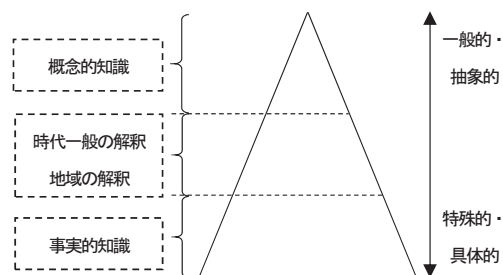 概念的知識
時代一般の解釈
地域の解釈
事実的知識
一般的・
抽象的
特殊的・
具体的